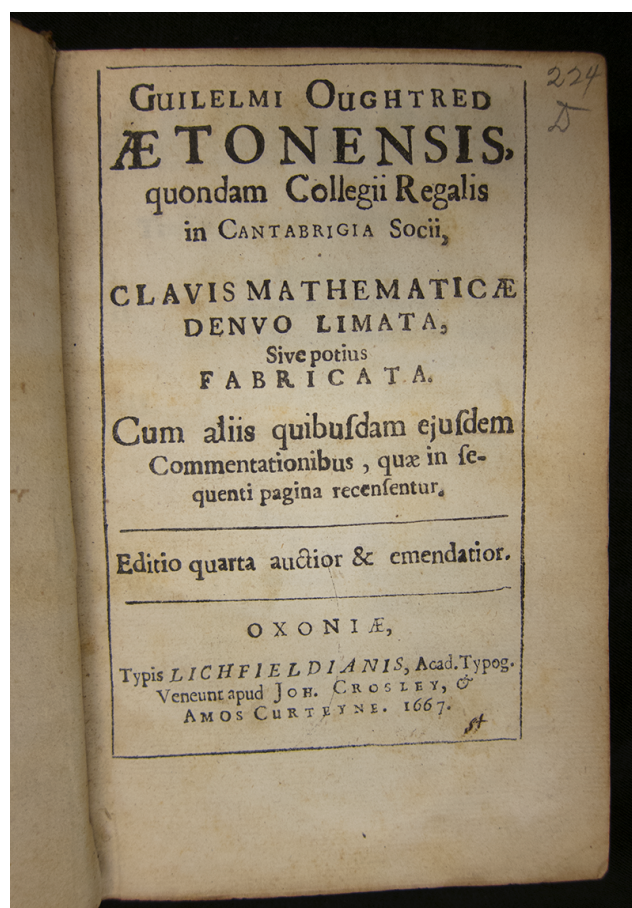 GUILELMI OUGHTRED
ÆTONENSIS,
quondam Collegii Regalis
in CANTABRIGIA Socii,
CLAVIS MATHEMATICÆ
DENVO LIMATA,
Sive potius
FABRICATA.
Cum aliis quibuſdam ejuſdem
Commentationibus, quæ in ſe-
quenti pagina recenſentur.
Editio quarta auctior & emendatior.
OXONIÆ,
Typis LICHFIELDIANIS, Acad. Typog.
Veneunt apud JOH. CROSLEY, &
AMOS CURTEYNE. 1667.
224
D